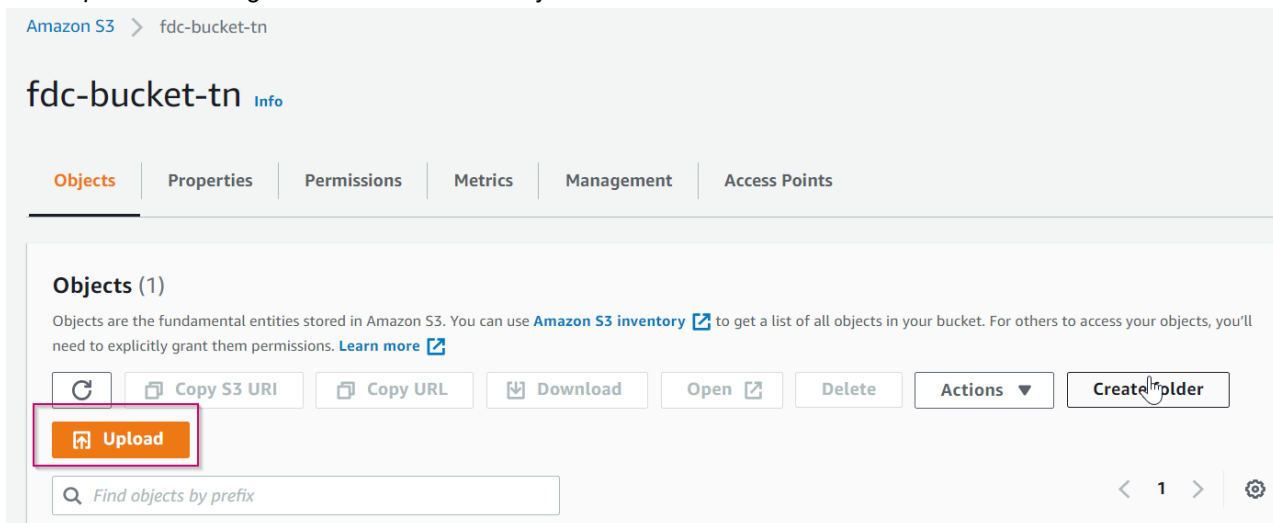 Amazon S3 > fdc-bucket-tn
fdc-bucket-tn Info
Objects Properties Permissions Metrics Management Access Points
Objects (1)
Objects are the fundamental entities stored in Amazon S3. You can use Amazon S3 inventory to get a list of all objects in your bucket. For others to access your objects, you'll
need to explicitly grant them permissions. Learn more
Copy S3 URI Copy URL Download Open Delete Actions Create folder
Upload
Find objects by prefix
< 1 >